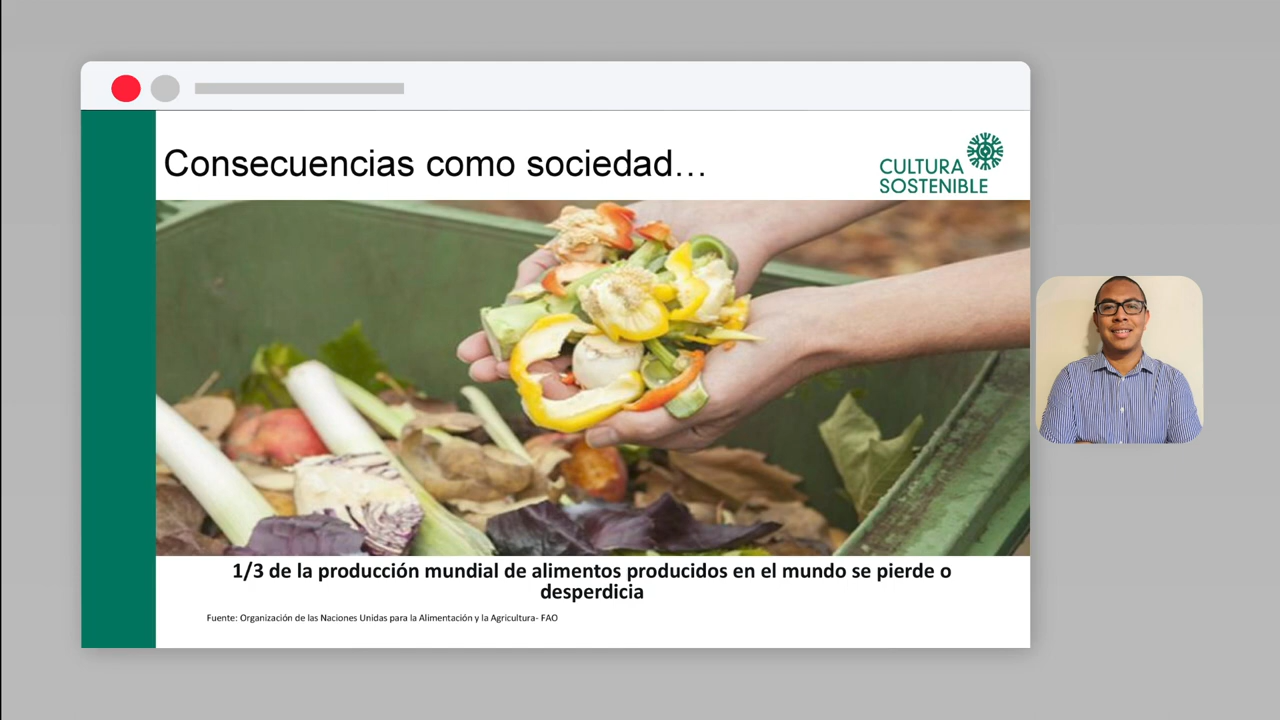 Consecuencias como sociedad...
CULTURA
SOSTENIBLE
1/3 de la producción mundial de alimentos producidos en el mundo se pierde o
desperdicia
Fuente: Organización de las Naciones Unidas para la Alimentación y la Agricultura- FAO